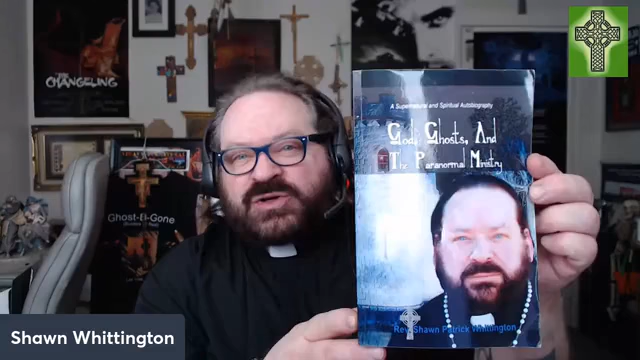 THE
CHANGELING
Ghost-B-Gone
A Supernatural and Spiritual Autobiography
God, Ghosts, And
The Paranormal Ministry
Rev. Shawn Patrick Whittington
Shawn Whittington